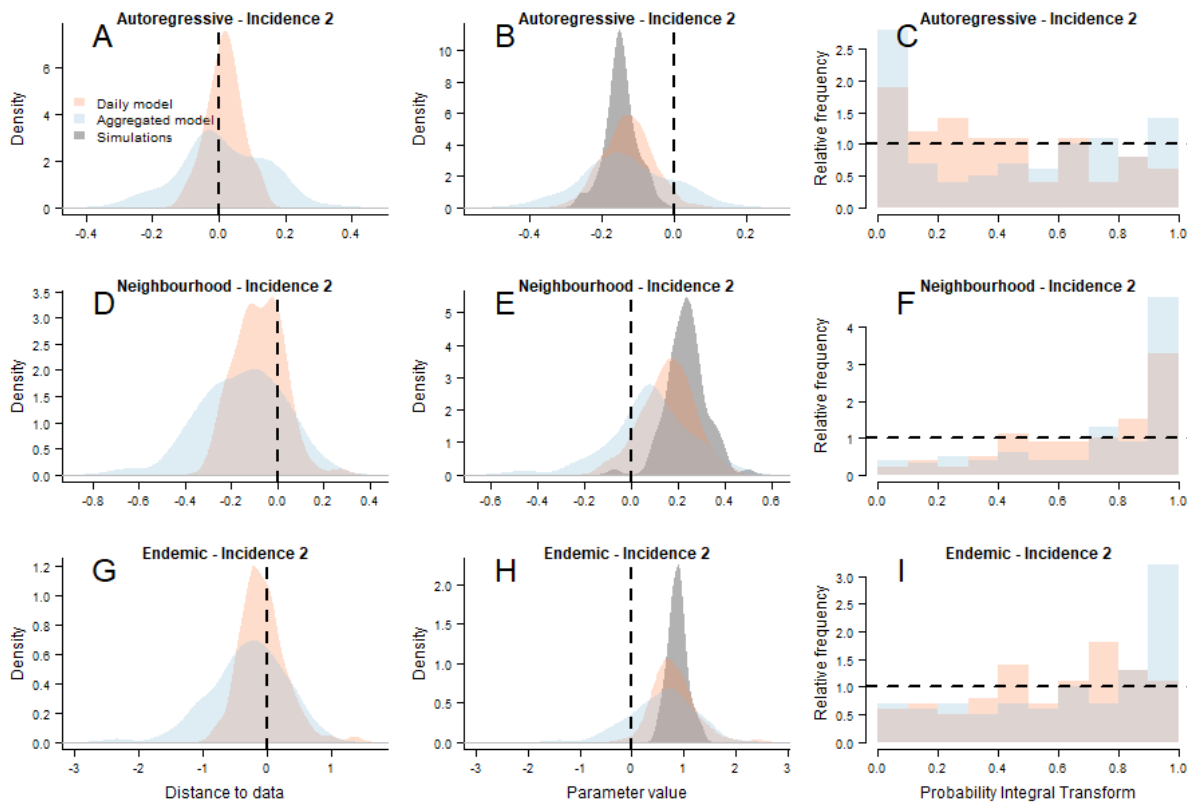 Autoregressive - Incidence 2
A
Density
6
4
2
0
Daily model
Aggregated model
Simulations
-0.4 -0.2 0.0 0.2 0.4
Autoregressive - Incidence 2
B
Density
10
8
6
4
2
0
-0.6 -0.4 -0.2 0.0 0.2
Autoregressive - Incidence 2
C
Relative frequency
2.5
2.0
1.5
1.0
0.5
0.0
0.0 0.2 0.4 0.6 0.8 1.0
Neighbourhood - Incidence 2
D
Density
3.5
3.0
2.5
2.0
1.5
1.0
0.5
0.0
-0.8 -0.6 -0.4 -0.2 0.0 0.2 0.4
Neighbourhood - Incidence 2
E
Density
5
4
3
2
1
0
-0.6 -0.4 -0.2 0.0 0.2 0.4 0.6
Neighbourhood - Incidence 2
F
Relative frequency
4
3
2
1
0
0.0 0.2 0.4 0.6 0.8 1.0
Endemic - Incidence 2
G
Density
1.2
1.0
0.8
0.6
0.4
0.2
0.0
-3 -2 -1 0 1
Distance to data
Endemic - Incidence 2
H
Density
2.0
1.5
1.0
0.5
0.0
-3 -2 -1 0 1 2 3
Parameter value
Endemic - Incidence 2
I
Relative frequency
3.0
2.5
2.0
1.5
1.0
0.5
0.0
0.0 0.2 0.4 0.6 0.8 1.0
Probability Integral Transform